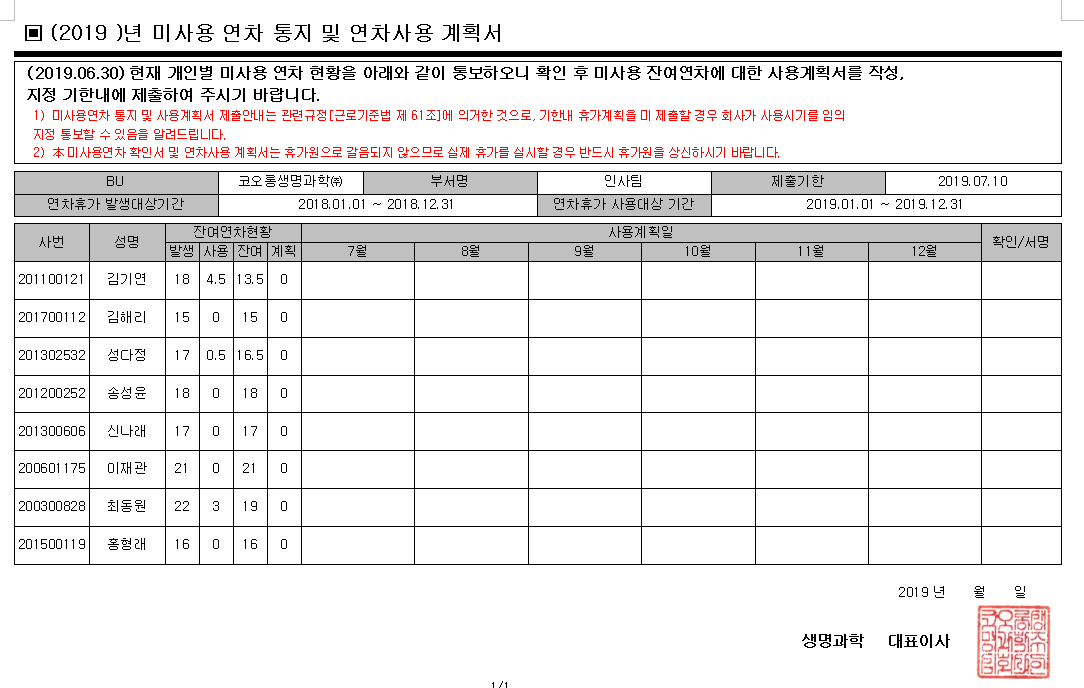 ▣ (2019 )년 미사용 연차 통지 및 연차사용 계획서
(2019.06.30) 현재 개인별 미사용 연차 현황을 아래와 같이 통보하오니 확인 후 미사용 잔여연차에 대한 사용계획서를 작성,
지정 기한내에 제출하여 주시기 바랍니다.
1) 미사용연차 통지 및 사용계획서 제출안내는 관련규정[근로기준법 제 61조]에 의거한 것으로, 기한내 휴가계획을 미 제출할 경우 회사가 사용시기를 임의
지정 통보할 수 있음을 알려드립니다.
2) 本 미사용연차 확인서 및 연차사용 계획서는 휴가원으로 갈음되지 않으므로 실제 휴가를 실시할 경우 반드시 휴가원을 상신하시기 바랍니다.
BU 코오롱생명과학㈜ 부서명 인사팀 제출기한 2019.07.10
연차휴가 발생대상기간 2018.01.01 ~ 2018.12.31 연차휴가 사용대상 기간 2019.01.01 ~ 2019.12.31
사번 성명 잔여연차현황 사용계획일 확인/서명
발생 사용 잔여 계획 7월 8월 9월 10월 11월 12월
201100121 김기연 18 4.5 13.5 0
201700112 김해리 15 0 15 0
201302532 성다정 17 0.5 16.5 0
201200252 송성윤 18 0 18 0
201300606 신나래 17 0 17 0
200601175 이재관 21 0 21 0
200300828 최동원 22 3 19 0
201500119 홍형래 16 0 16 0
2019 년 월 일
생명과학 대표이사
1/1